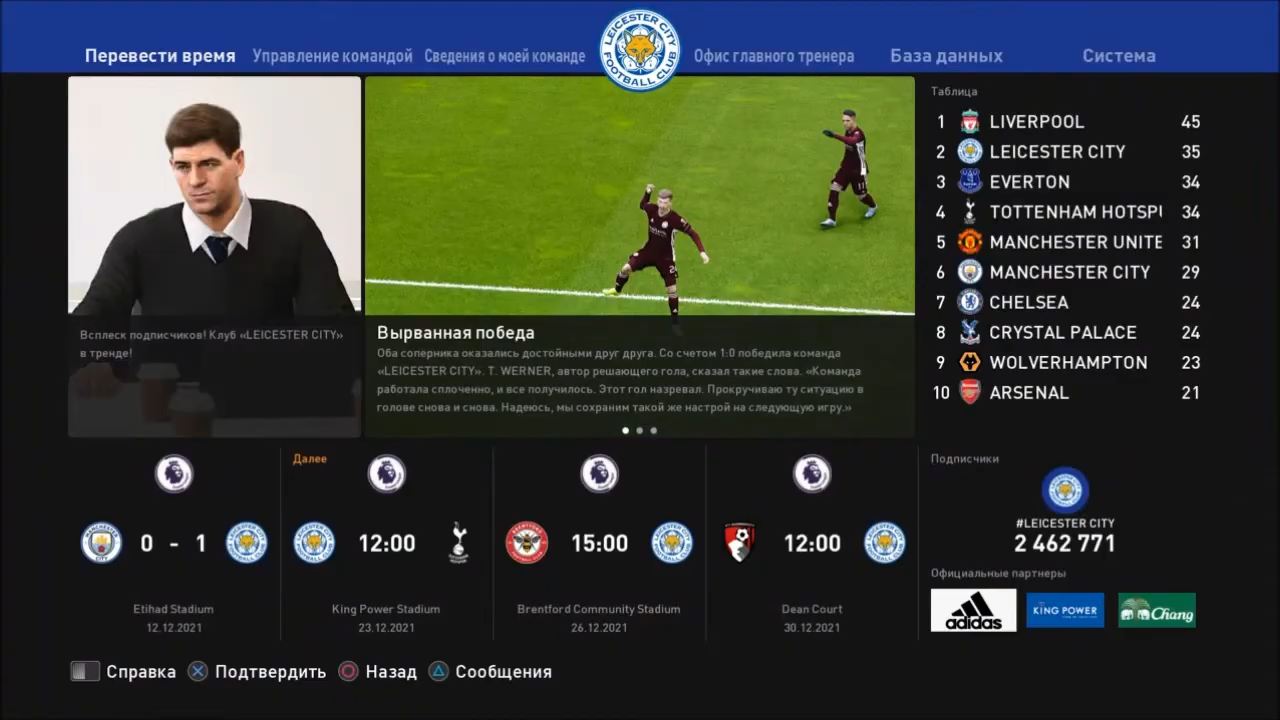 Перевести время
Управление командой
Сведения о моей команде
LEICESTER CITY
FOOTBALL CLUB
Офис главного тренера
База данных
Система
Всплеск подписчиков! Клуб «LEICESTER CITY»
в тренде!
Вырванная победа
Оба соперника оказались достойными друг друга. Со счетом 1:0 победила команда
«LEICESTER CITY». T. WERNER, автор решающего гола, сказал такие слова. «Команда
работала сплоченно, и все получилось. Этот гол назревал. Прокручиваю ту ситуацию в
голове снова и снова. Надеюсь, мы сохраним такой же настрой на следующую игру.»
Таблица
1 LIVERPOOL 45
2 LEICESTER CITY 35
3 EVERTON 34
4 TOTTENHAM HOTSPU 34
5 MANCHESTER UNITE 31
6 MANCHESTER CITY 29
7 CHELSEA 24
8 CRYSTAL PALACE 24
9 WOLVERHAMPTON 23
10 ARSENAL 21
0 - 1
Etihad Stadium
12.12.2021
Далее
12:00
King Power Stadium
23.12.2021
15:00
Brentford Community Stadium
26.12.2021
12:00
Dean Court
30.12.2021
Подписчики
#LEICESTER CITY
2 462 771
Официальные партнеры
adidas
KING POWER
Chang
Справка
Подтвердить
Назад
Сообщения